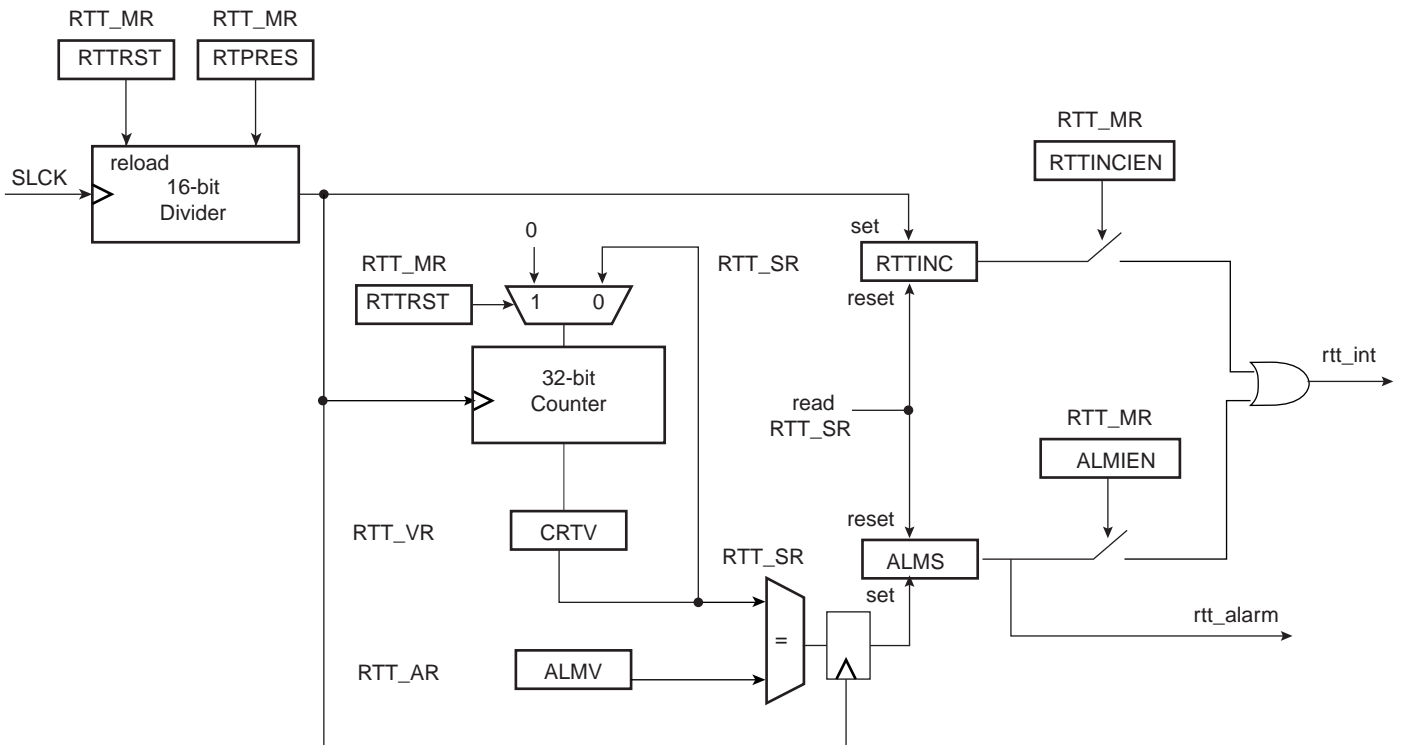 RTT_MR
RTT_MR
RTTRST
RTPRES
RTT_MR
RTTINCIEN
reload
SLCK
16-bit
Divider
0
set
RTT_MR
RTT_SR
RTTINC
RTTRST
1
0
reset
32-bit
Counter
rtt_int
read
RTT_SR
RTT_MR
ALMIEN
reset
RTT_VR
CRTV
RTT_SR
ALMS
set
rtt_alarm
=
RTT_AR
ALMV